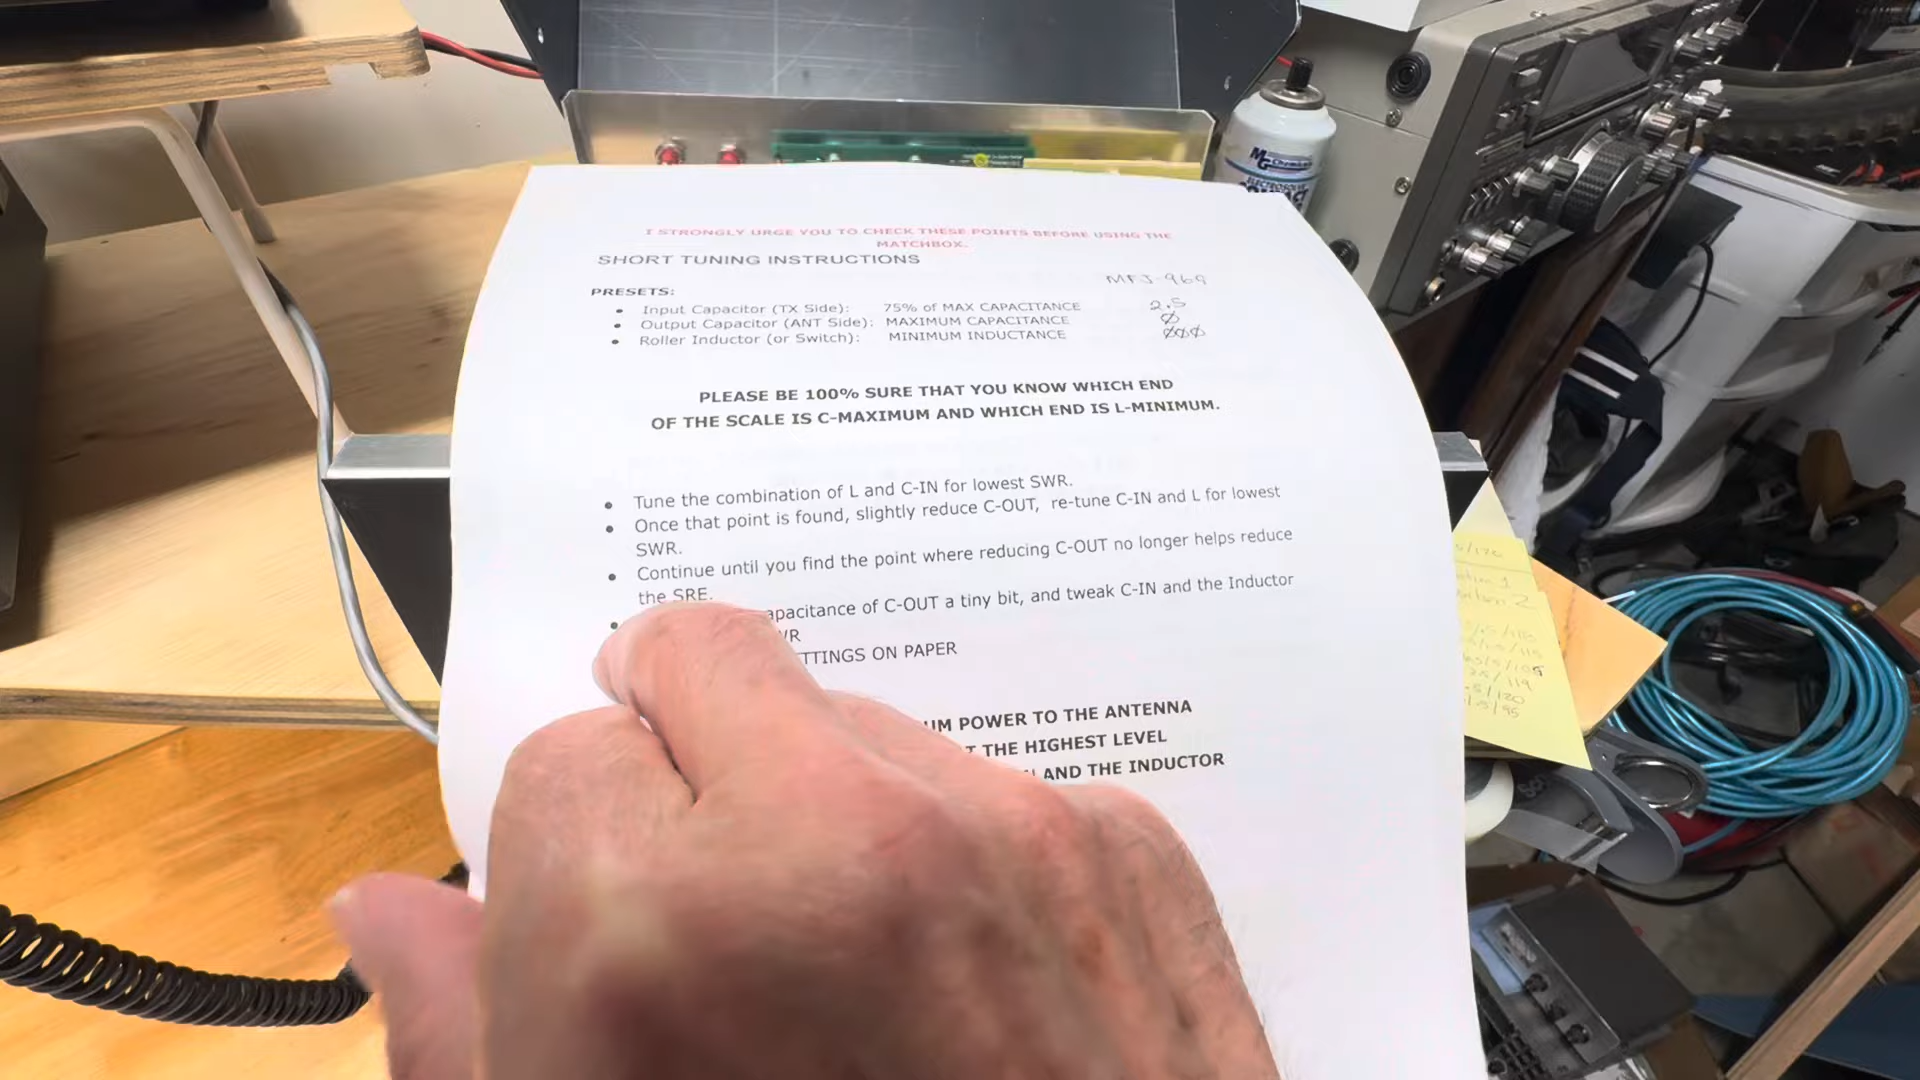 I STRONGLY URGE YOU TO CHECK THESE POINTS BEFORE USING THE
MATCHBOX.
SHORT TUNING INSTRUCTIONS
MFJ-969
PRESETS:
• Input Capacitor (TX Side): 75% of MAX CAPACITANCE 2.5
• Output Capacitor (ANT Side): MAXIMUM CAPACITANCE Ø
• Roller Inductor (or Switch): MINIMUM INDUCTANCE ØØØ
PLEASE BE 100% SURE THAT YOU KNOW WHICH END
OF THE SCALE IS C-MAXIMUM AND WHICH END IS L-MINIMUM.
• Tune the combination of L and C-IN for lowest SWR.
• Once that point is found, slightly reduce C-OUT, re-tune C-IN and L for lowest
SWR.
• Continue until you find the point where reducing C-OUT no longer helps reduce
the SRE.
• apacitance of C-OUT a tiny bit, and tweak C-IN and the Inductor
WR
TTINGS ON PAPER
UM POWER TO THE ANTENNA
T THE HIGHEST LEVEL
AND THE INDUCTOR
MG Chemicals